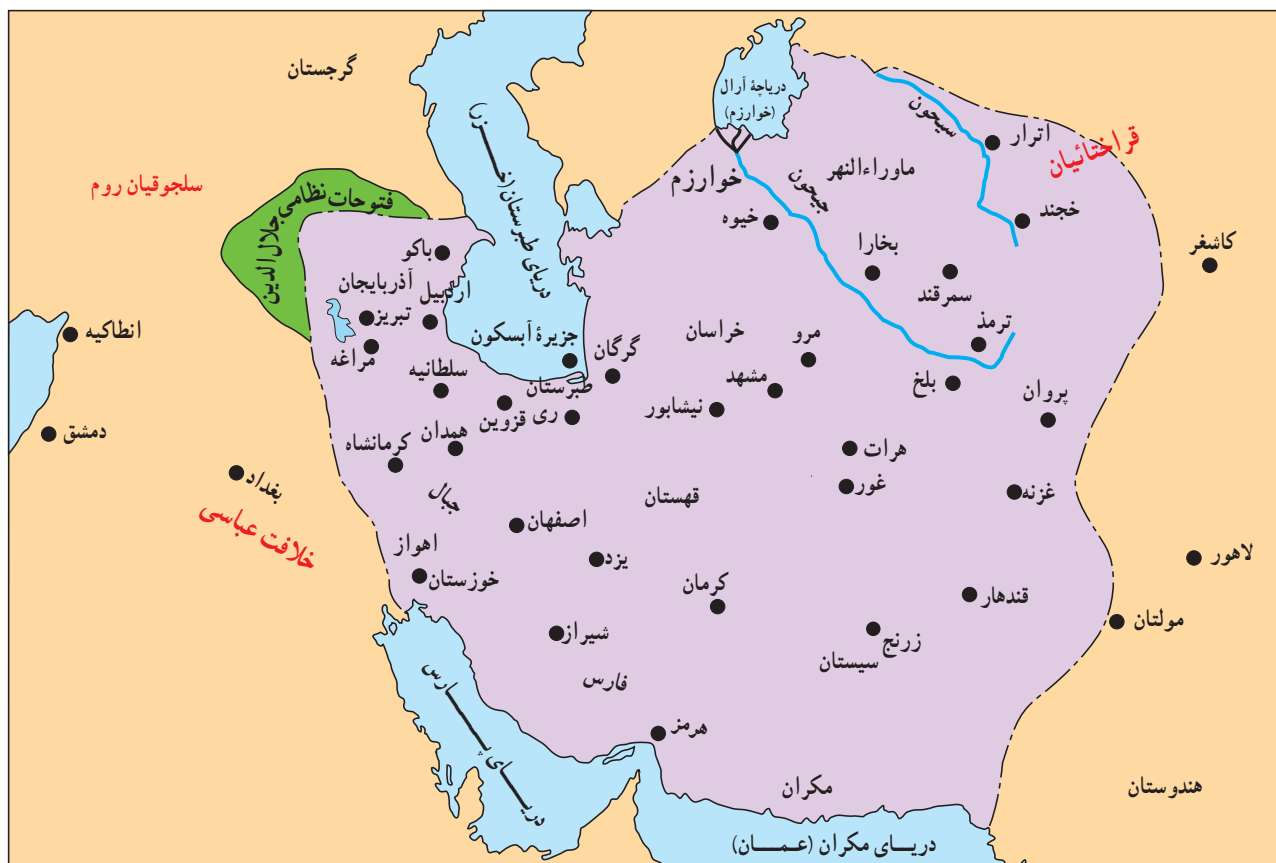 گرجستان
دریاچهٔ آرال
(خوارزم)
سیحون
اترار
قراختائیان
ماوراءالنهر
خوارزم
جیحون
خیوه
خجند
بخارا
سمرقند
کاشغر
ترمذ
سلجوقیان روم
فتوحات نظامی جلال‌الدین
دریای طبرستان (خزر)
باکو
آذربایجان
اردبیل
تبریز
مراغه
انطاکیه
جزیرهٔ آبسکون
گرگان
خراسان
مرو
سلطانیه
طبرستان
مشهد
نیشابور
بلخ
پروان
ری
قزوین
دمشق
همدان
کرمانشاه
هرات
غور
غزنه
بغداد
جبال
قهستان
خلافت عباسی
اصفهان
اهواز
خوزستان
یزد
کرمان
لاهور
قندهار
مولتان
شیراز
زرنج
سیستان
فارس
دریای پارس
هرمز
مکران
هندوستان
دریای مکران (عمان)